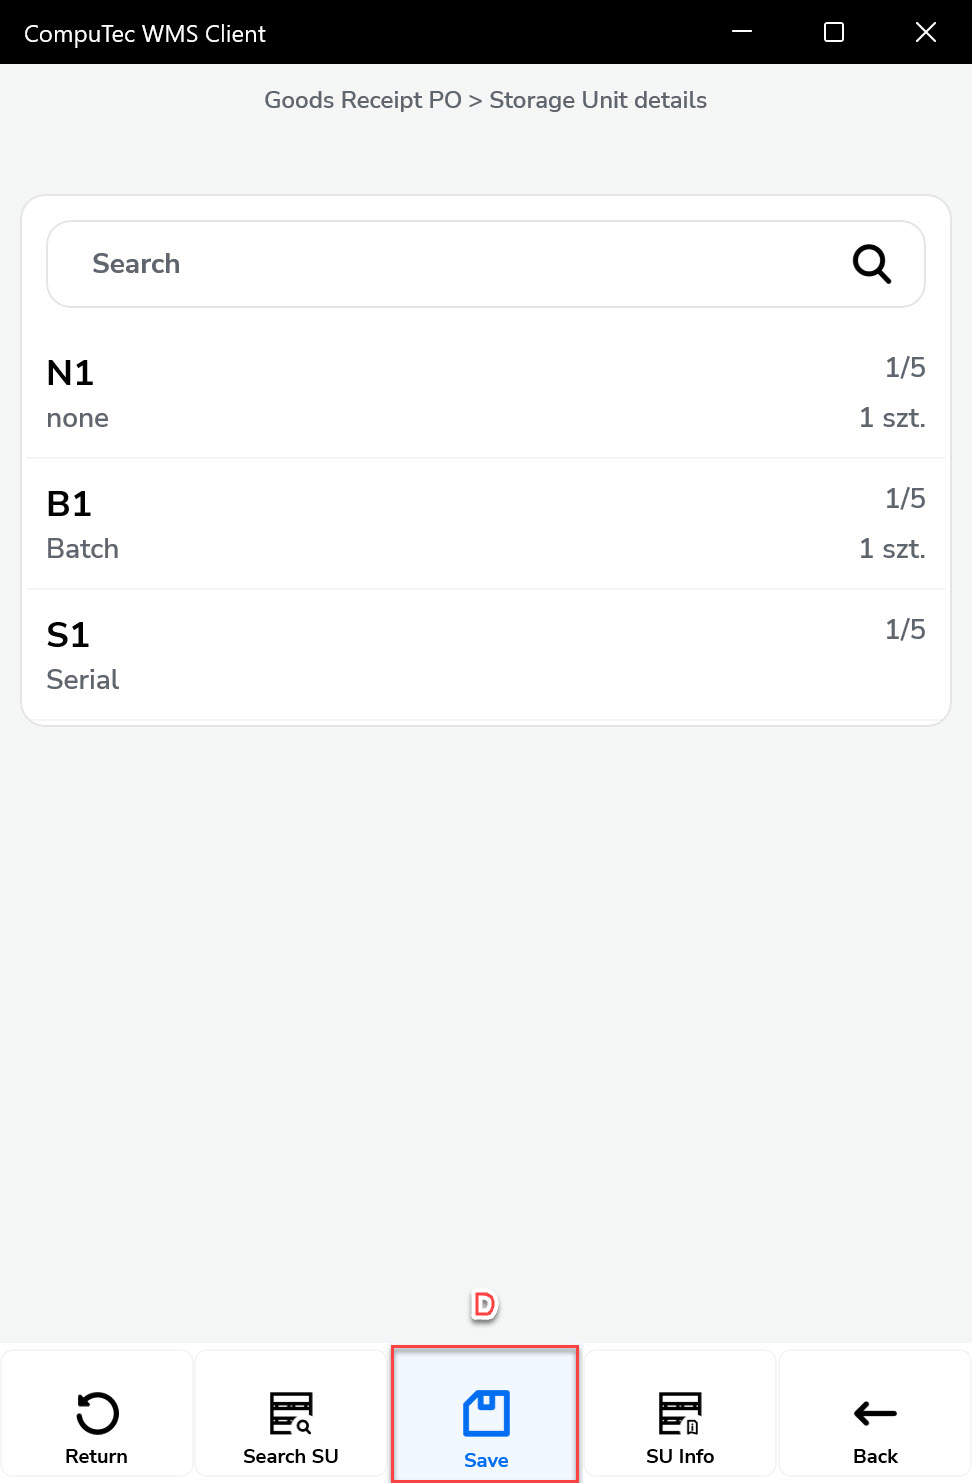 CompuTec WMS Client
Goods Receipt PO > Storage Unit details
Search
N1
1/5
none
1 szt.
B1
1/5
Batch
1 szt.
S1
1/5
Serial
D
Return
Search SU
Save
SU Info
Back